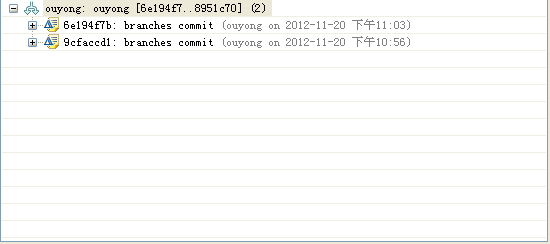 ouyong: ouyong [6e194f7..8951c70] (2)
6e194f7b: branches commit (ouyong on 2012-11-20 下午11:03)
9cfaccd1: branches commit (ouyong on 2012-11-20 下午10:56)